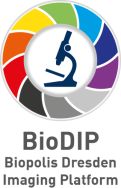 BioDIP
Biopolis Dresden
Imaging Platform